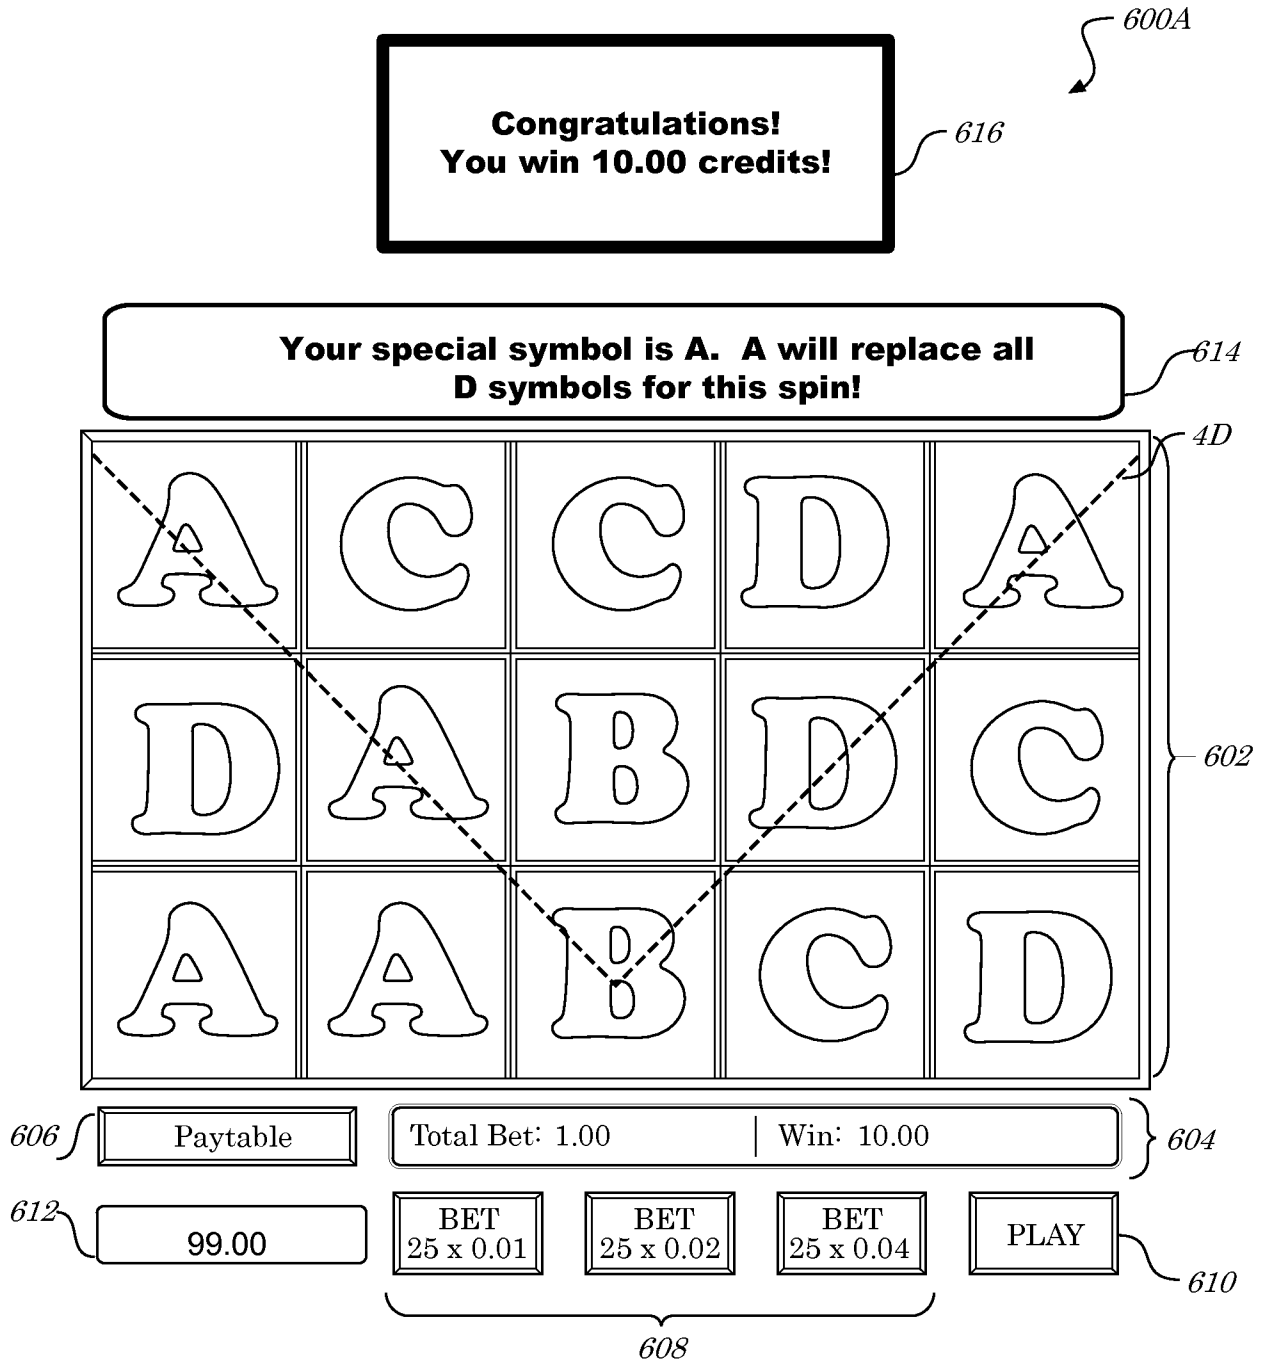 600A
Congratulations!
You win 10.00 credits!
616
Your special symbol is A.  A will replace all
D symbols for this spin!
614
4D
A C C D A
D A B D C
602
A A B C D
606
Paytable
Total Bet: 1.00 | Win: 10.00
604
612
99.00
BET
25 x 0.01
BET
25 x 0.02
BET
25 x 0.04
PLAY
610
608